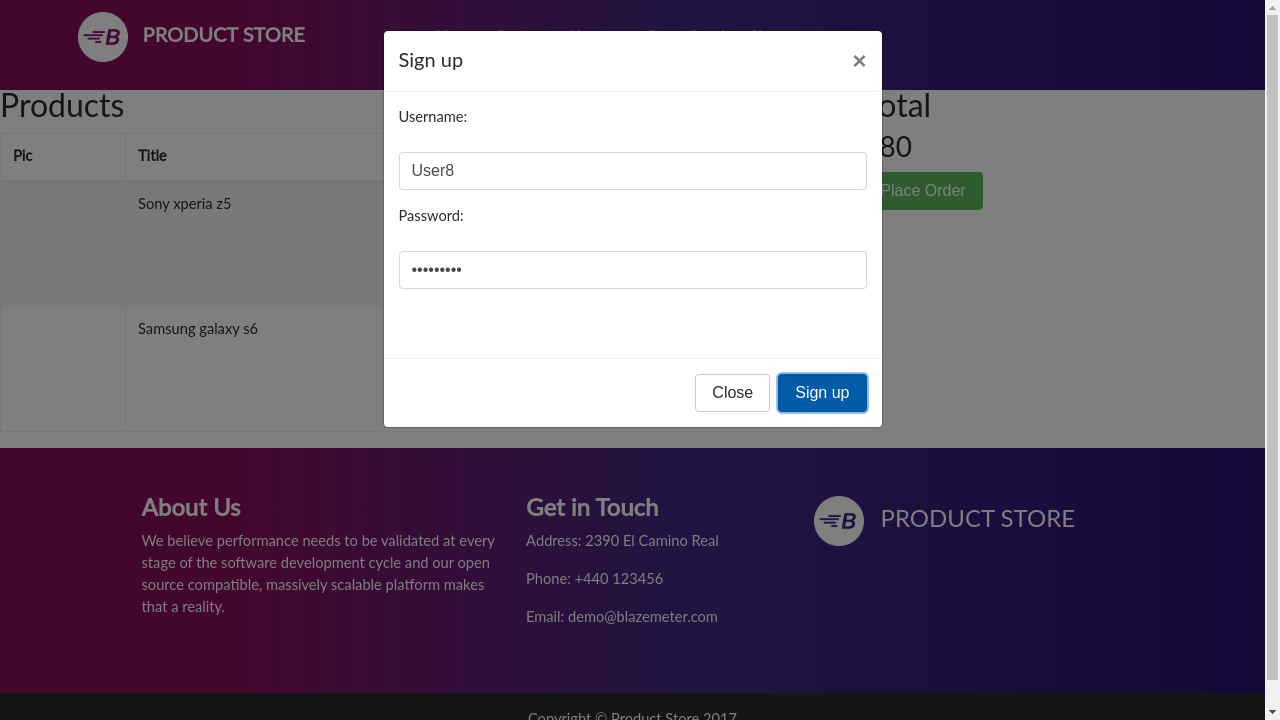 PRODUCT STORE
Sign up
×
Username:
User8
Password:
•••••••••
Close
Sign up
Products
Pic
Title
Sony xperia z5
Samsung galaxy s6
otal
80
Place Order
About Us
We believe performance needs to be validated at every
stage of the software development cycle and our open
source compatible, massively scalable platform makes
that a reality.
Get in Touch
Address: 2390 El Camino Real
Phone: +440 123456
Email: demo@blazemeter.com
B
PRODUCT STORE
Copyright © Product Store 2017